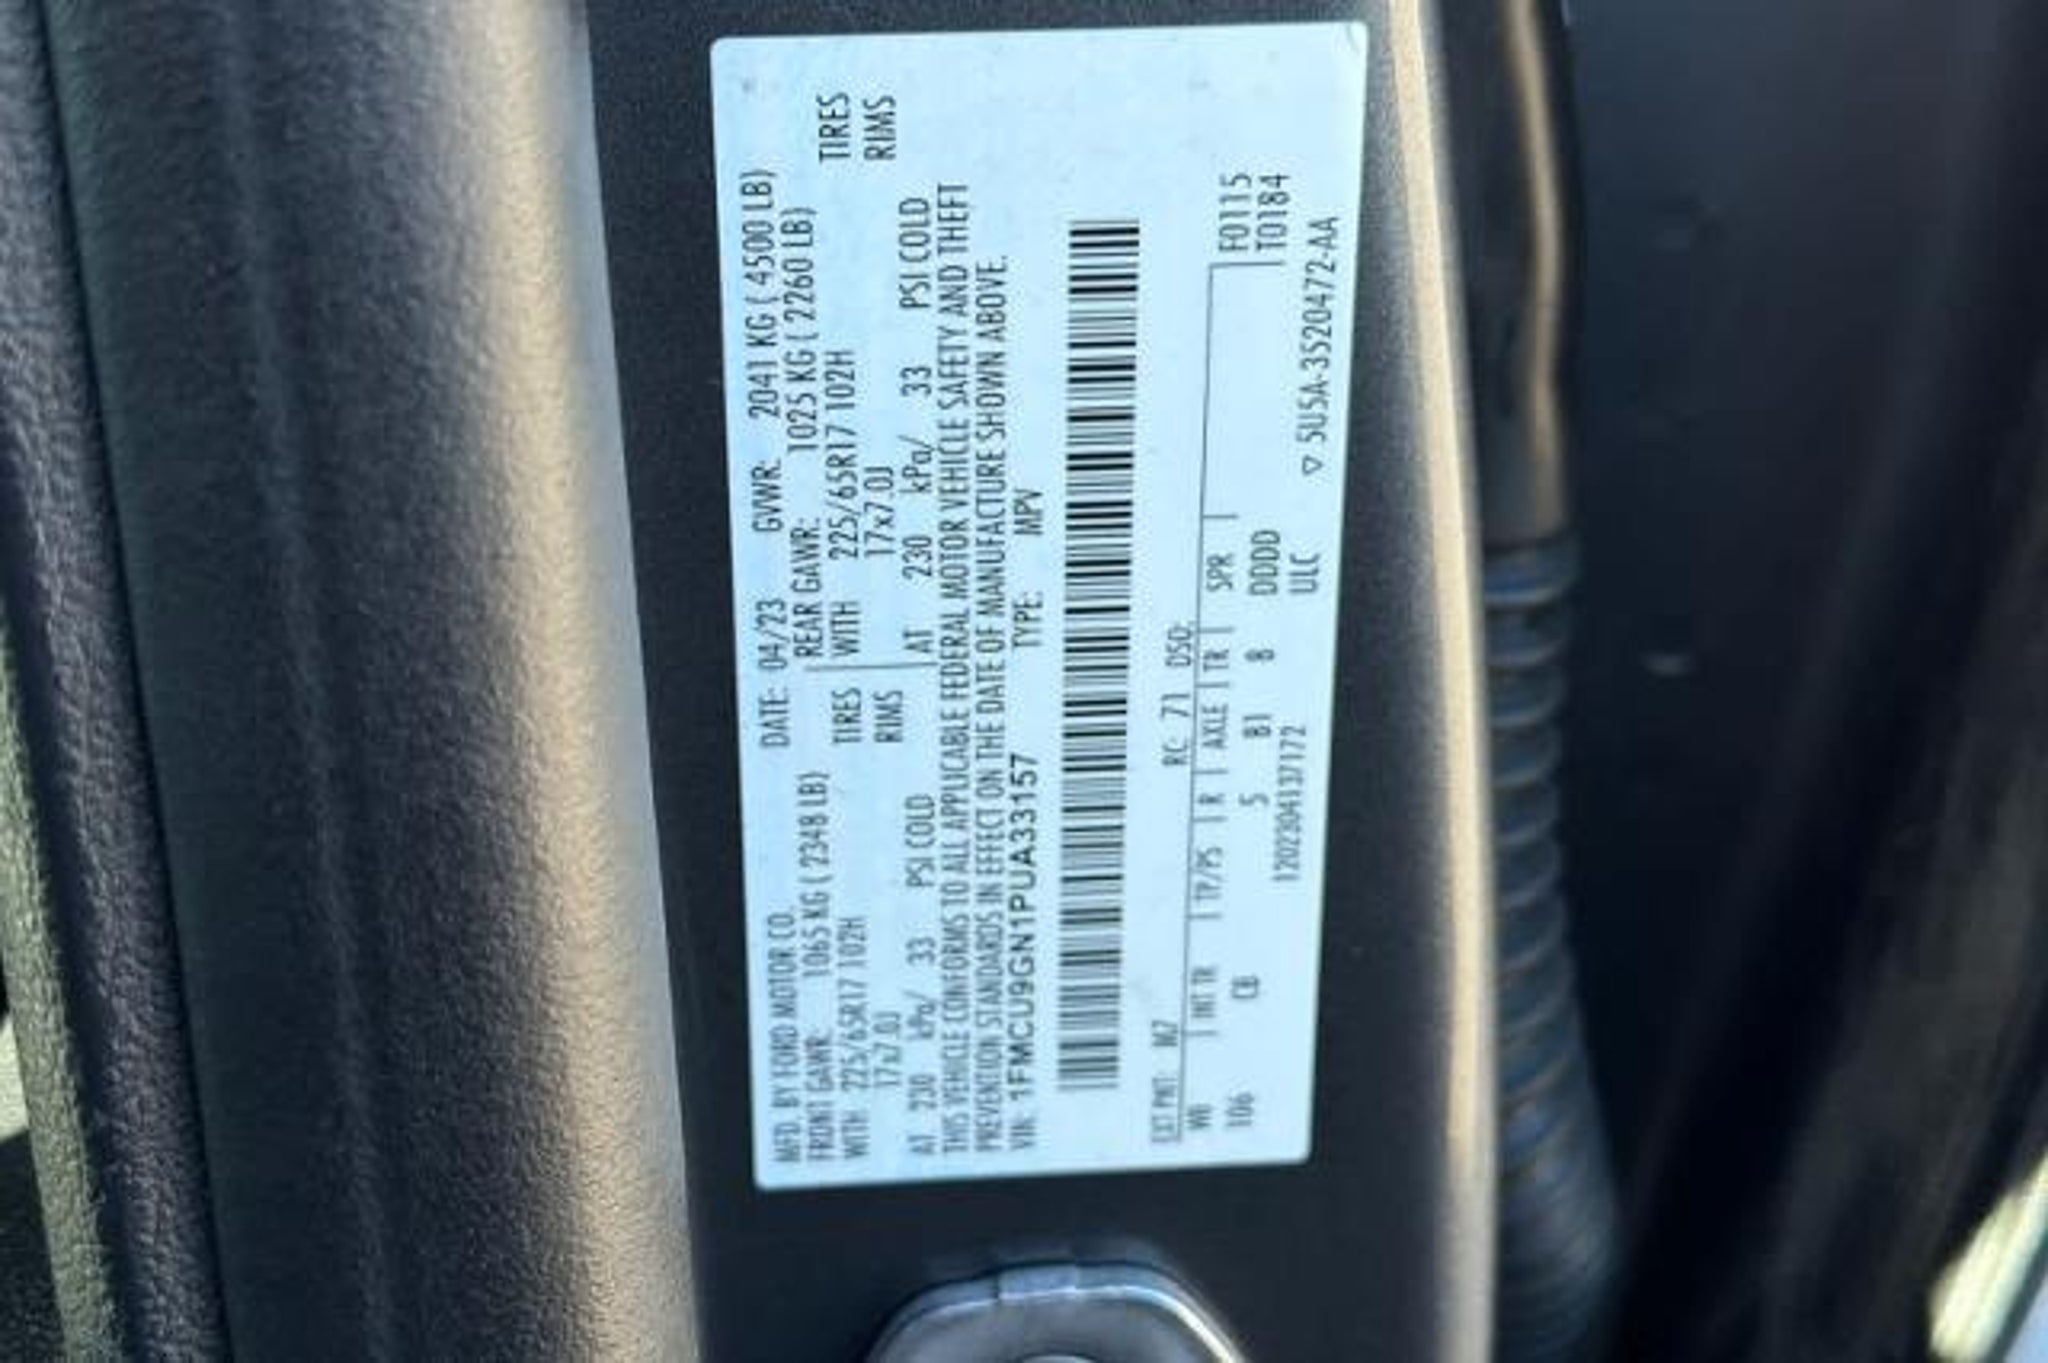 MFD. BY FORD MOTOR CO. DATE: 04/23 GVWR: 2041 KG ( 4500 LB)
FRONT GAWR: 1065 KG ( 2348 LB) REAR GAWR: 1025 KG ( 2260 LB)
WITH 225/65R17 102H TIRES WITH 225/65R17 102H TIRES
17x7.0J RIMS 17x7.0J RIMS
AT 230 kPa/ 33 PSI COLD AT 230 kPa/ 33 PSI COLD
THIS VEHICLE CONFORMS TO ALL APPLICABLE FEDERAL MOTOR VEHICLE SAFETY AND THEFT
PREVENTION STANDARDS IN EFFECT ON THE DATE OF MANUFACTURE SHOWN ABOVE.
VIN: 1FMCU9GN1PUA33157 TYPE: MPV
EXT PNT: MZ RC: 71 DSO:
WB INT TR TP/PS R AXLE TR SPR F0115
106 CB 5 B1 8 DDDD T0184
1202304137172 ULC
▽ 5U5A-3520472-AA